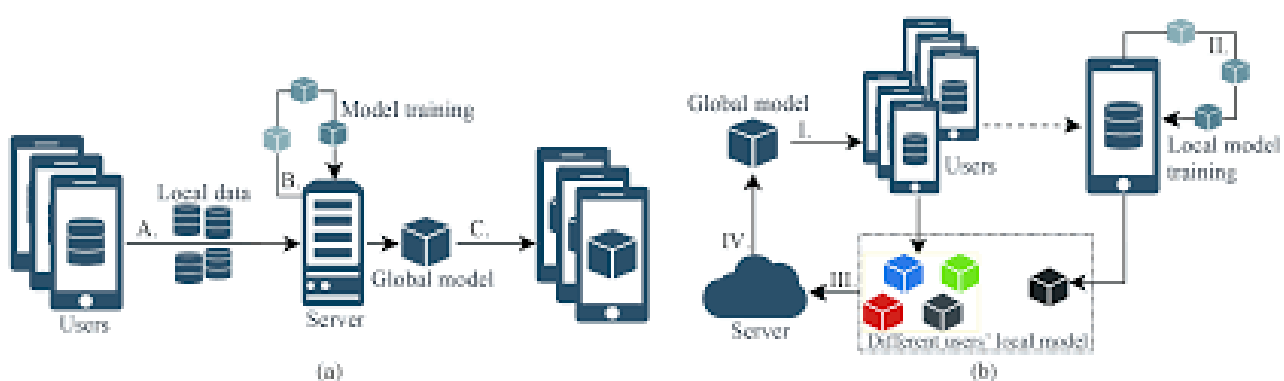 Model training
Local data
A.
B.
C.
Global model
Users
Server
(a)
Global model
I.
II.
Users
Local model
training
IV.
III.
Server
Different users' local model
(b)